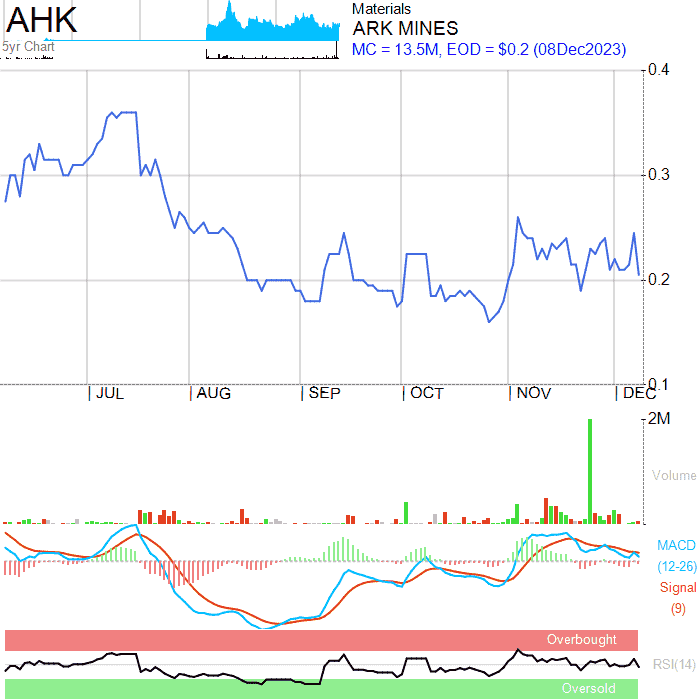 AHK
5yr Chart
Materials
ARK MINES
MC = 13.5M, EOD = $0.2 (08Dec2023)
0.4
0.3
0.2
0.1
JUL AUG SEP OCT NOV DEC
2M
Volume
MACD
(12-26)
Signal
(9)
Overbought
RSI(14)
Oversold